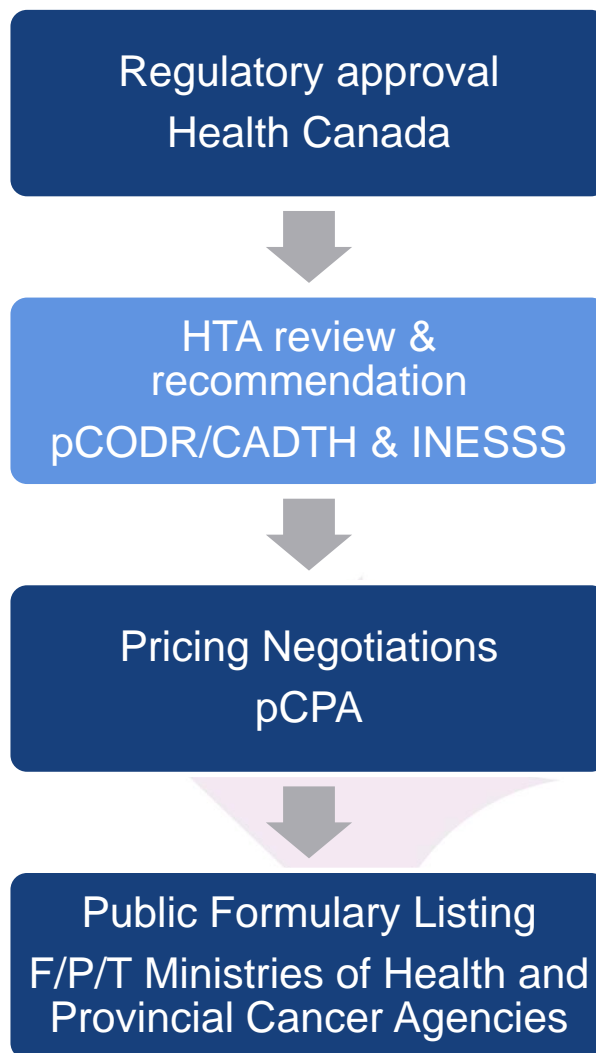 Regulatory approval
Health Canada
HTA review &
recommendation
pCODR/CADTH & INESSS
Pricing Negotiations
pCPA
Public Formulary Listing
F/P/T Ministries of Health and
Provincial Cancer Agencies